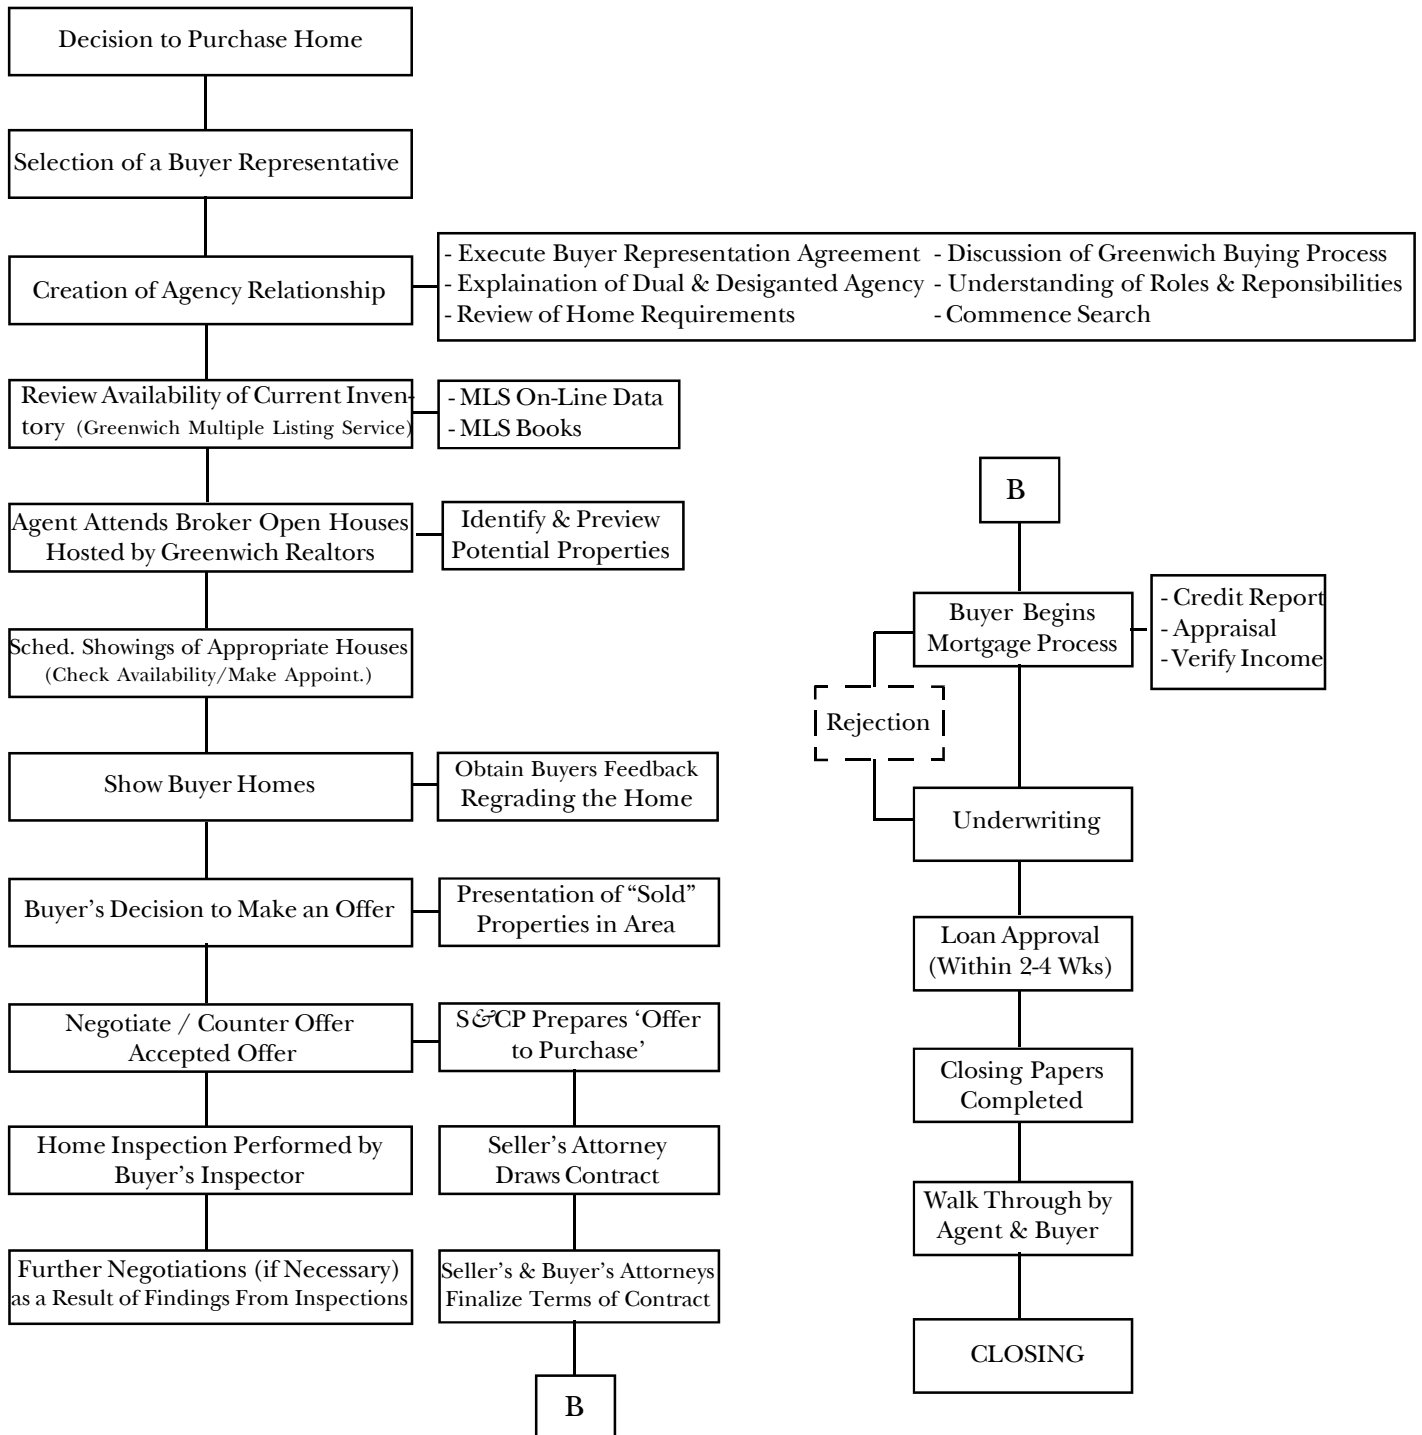 Decision to Purchase Home
Selection of a Buyer Representative
Creation of Agency Relationship
- Execute Buyer Representation Agreement
- Explaination of Dual & Desiganted Agency
- Review of Home Requirements
- Discussion of Greenwich Buying Process
- Understanding of Roles & Reponsibilities
- Commence Search
Review Availability of Current Inven-
tory (Greenwich Multiple Listing Service)
- MLS On-Line Data
- MLS Books
Agent Attends Broker Open Houses
Hosted by Greenwich Realtors
Identify & Preview
Potential Properties
Sched. Showings of Appropriate Houses
(Check Availability/Make Appoint.)
Show Buyer Homes
Obtain Buyers Feedback
Regrading the Home
Buyer’s Decision to Make an Offer
Presentation of “Sold”
Properties in Area
Negotiate / Counter Offer
Accepted Offer
S&CP Prepares ‘Offer
to Purchase’
Home Inspection Performed by
Buyer’s Inspector
Seller’s Attorney
Draws Contract
Further Negotiations (if Necessary)
as a Result of Findings From Inspections
Seller’s & Buyer’s Attorneys
Finalize Terms of Contract
B
B
Buyer Begins
Mortgage Process
- Credit Report
- Appraisal
- Verify Income
Rejection
Underwriting
Loan Approval
(Within 2-4 Wks)
Closing Papers
Completed
Walk Through by
Agent & Buyer
CLOSING